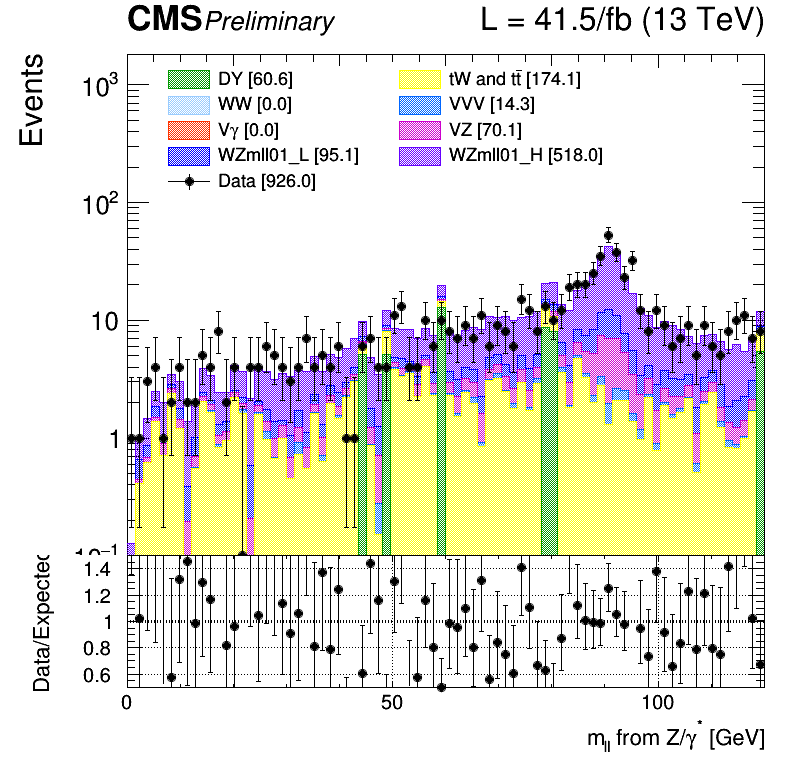 CMS Preliminary L = 41.5/fb (13 TeV)
Events
10³
10²
10
1
10⁻¹
DY [60.6]
tW and tt̄ [174.1]
WW [0.0]
VVV [14.3]
Vγ [0.0]
VZ [70.1]
WZmll01_L [95.1]
WZmll01_H [518.0]
Data [926.0]
Data/Expected
1.4
1.2
1
0.8
0.6
0 50 100
m_ll from Z/γ* [GeV]